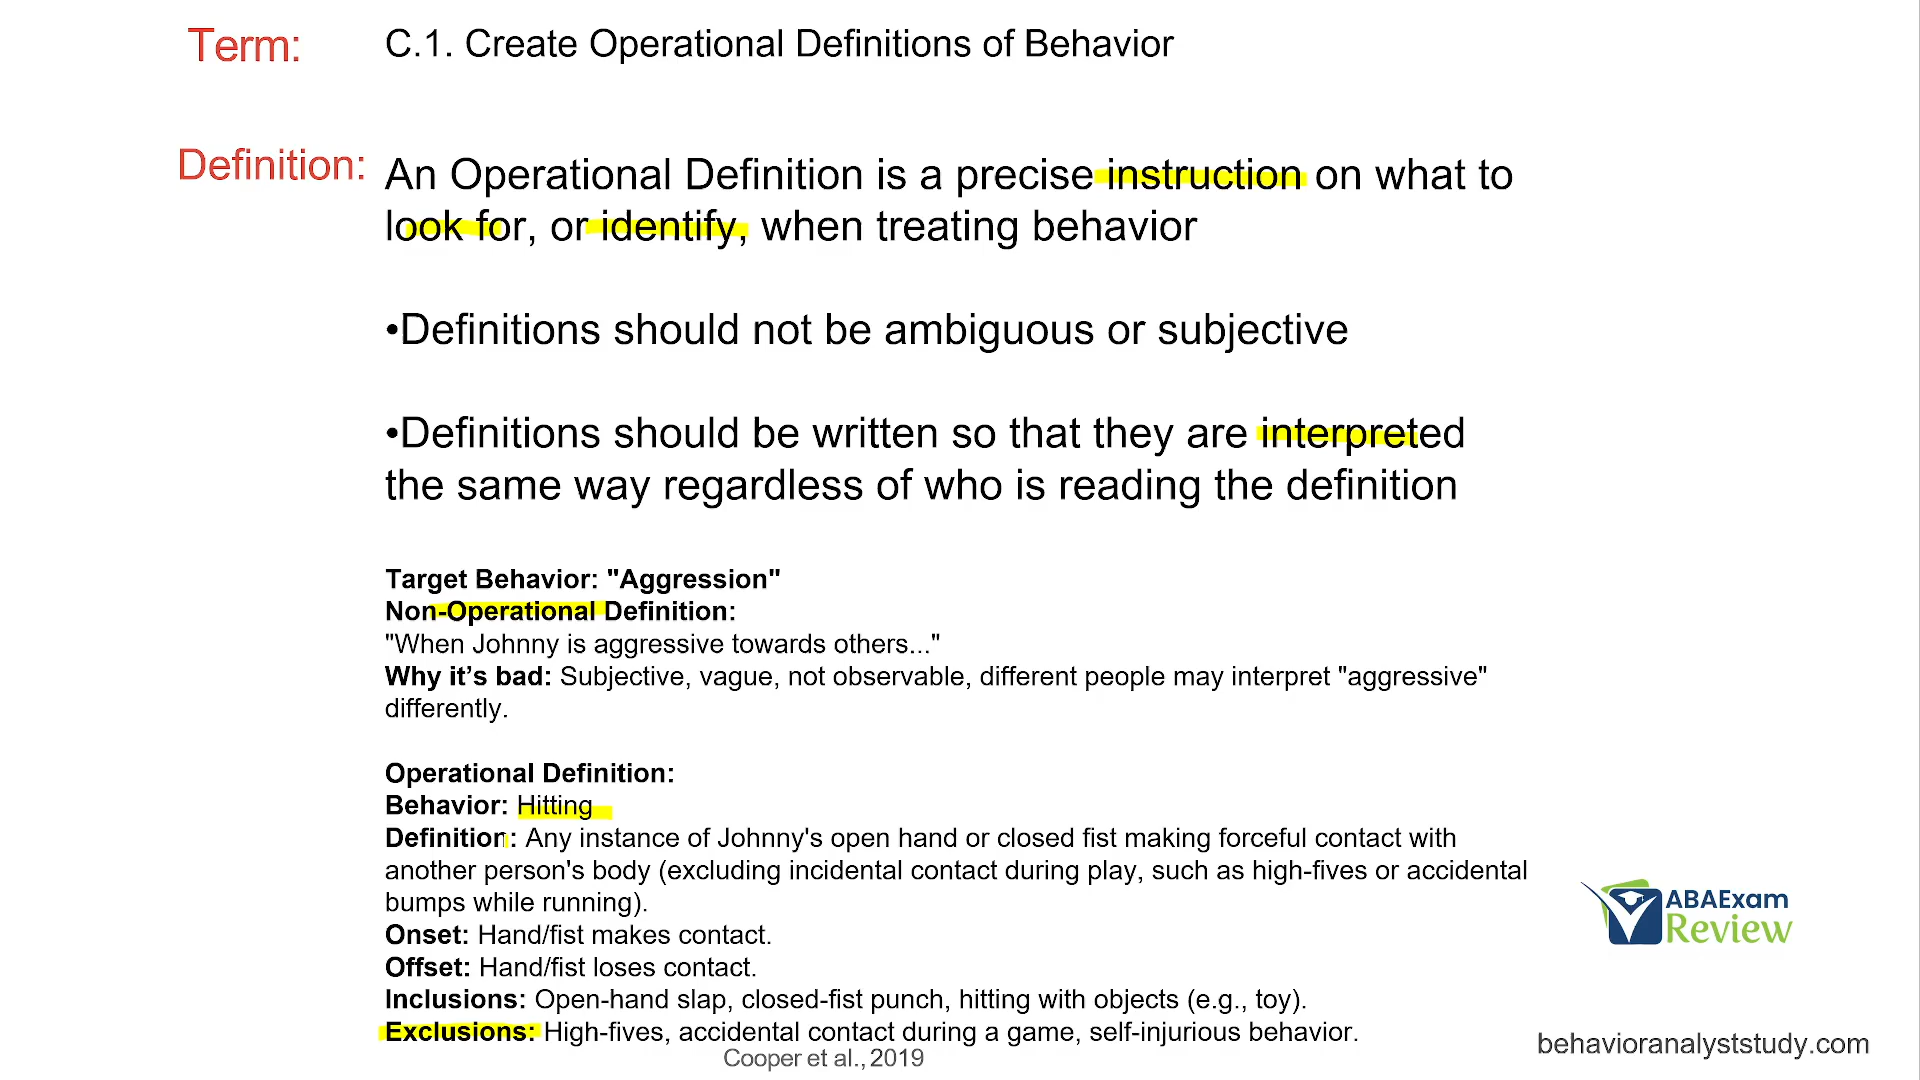 Term:
C.1. Create Operational Definitions of Behavior
Definition:
An Operational Definition is a precise instruction on what to
look for, or identify, when treating behavior
•Definitions should not be ambiguous or subjective
•Definitions should be written so that they are interpreted
the same way regardless of who is reading the definition
Target Behavior: "Aggression"
Non-Operational Definition:
"When Johnny is aggressive towards others..."
Why it’s bad: Subjective, vague, not observable, different people may interpret "aggressive"
differently.
Operational Definition:
Behavior: Hitting
Definition: Any instance of Johnny's open hand or closed fist making forceful contact with
another person's body (excluding incidental contact during play, such as high-fives or accidental
bumps while running).
Onset: Hand/fist makes contact.
Offset: Hand/fist loses contact.
Inclusions: Open-hand slap, closed-fist punch, hitting with objects (e.g., toy).
Exclusions: High-fives, accidental contact during a game, self-injurious behavior.
Cooper et al., 2019
ABAExam
Review
behavioranalyststudy.com